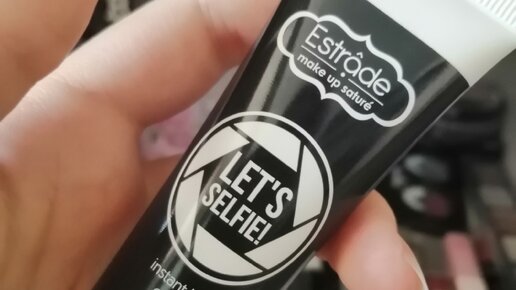 Estrâde
make up saturé
LET'S
SELFIE!
instant